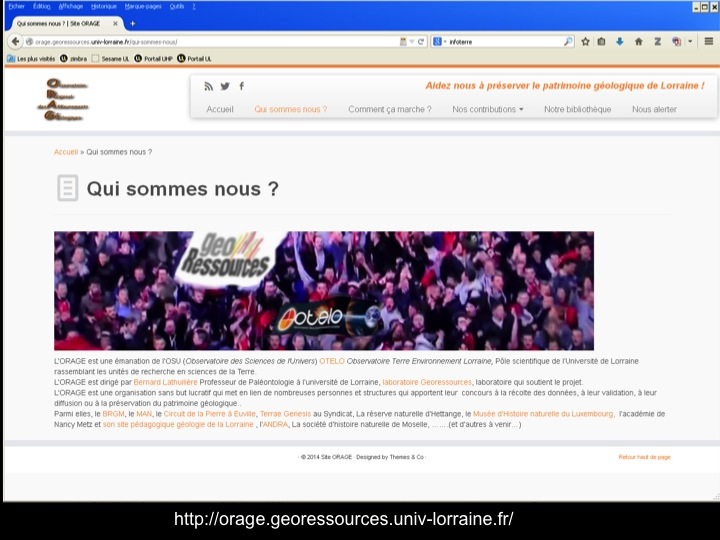 Fichier Édition Affichage Historique Marque-pages Outils ?
Qui sommes nous ? | Site ORAGE × +
orage.georessources.univ-lorraine.fr/qui-sommes-nous/ infoterre
Les plus visités zimbra Sesame UL Portail UHP Portail UL
Aidez nous à préserver le patrimoine géologique de Lorraine !
Accueil Qui sommes nous ? Comment ça marche ? Nos contributions Notre bibliothèque Nous alerter
Accueil » Qui sommes nous ?
Qui sommes nous ?
geo
Ressources
otelo
L'ORAGE est une émanation de l'OSU (Observatoire des Sciences de l'Univers) OTELO Observatoire Terre Environnement Lorraine, Pôle scientifique de l'Université de Lorraine
rassemblant les unités de recherche en sciences de la Terre.
L'ORAGE est dirigé par Bernard Lathuilière Professeur de Paléontologie à l'université de Lorraine, laboratoire Georessources, laboratoire qui soutient le projet.
L'ORAGE est une organisation sans but lucratif qui met en lien de nombreuses personnes et structures qui apportent leur concours à la récolte des données, à leur validation, à leur
diffusion ou à la préservation du patrimoine géologique..
Parmi elles, le BRGM, le MAN, le Circuit de la Pierre à Euville, Terrae Genesis au Syndicat, La réserve naturelle d'Hettange, le Musée d'Histoire naturelle du Luxembourg, l'académie de
Nancy Metz et son site pédagogique géologie de la Lorraine , l'ANDRA, La société d'histoire naturelle de Moselle, …….(et d'autres à venir…)
· © 2014 Site ORAGE · Designed by Themes & Co ·
Retour haut de page
http://orage.georessources.univ-lorraine.fr/